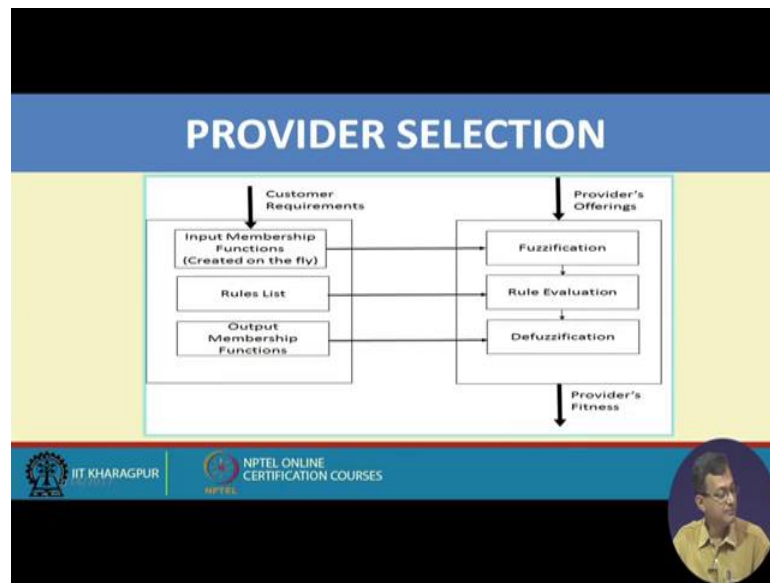 PROVIDER SELECTION
Customer
Requirements
Provider's
Offerings
Input Membership
Functions
(Created on the fly)
Fuzzification
Rules List
Rule Evaluation
Output
Membership
Functions
Defuzzification
Provider's
Fitness
IIT KHARAGPUR
NPTEL
NPTEL ONLINE
CERTIFICATION COURSES